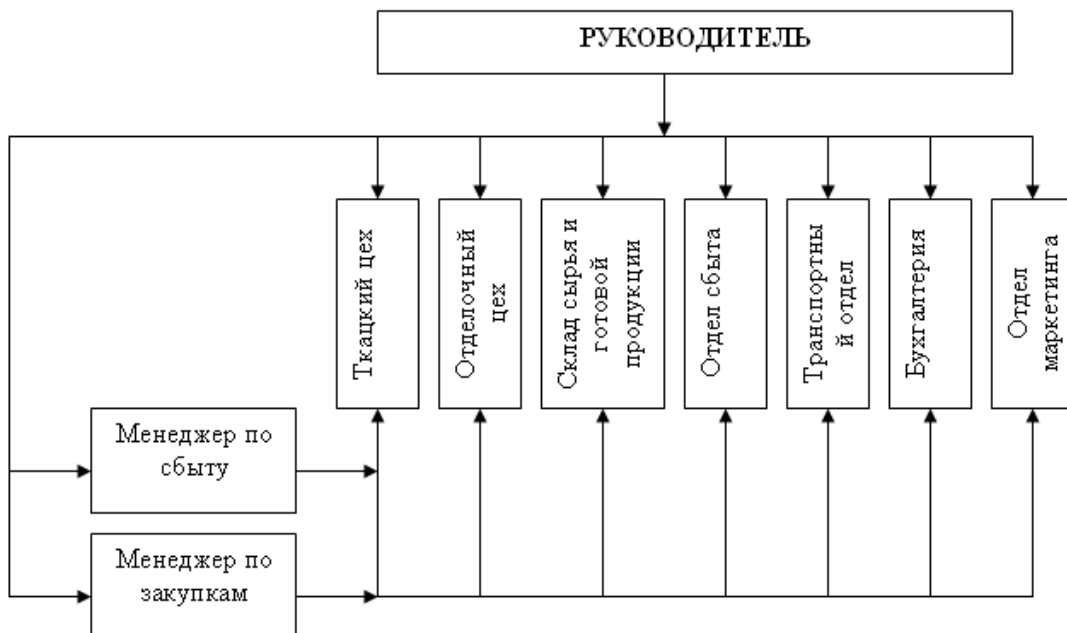 РУКОВОДИТЕЛЬ
Ткацкий цех
Отделочный
цех
Склад сырья и
готовой
продукции
Отдел сбыта
Транспортны
й отдел
Бухгалтерия
Отдел
маркетинга
Менеджер по
сбыту
Менеджер по
закупкам